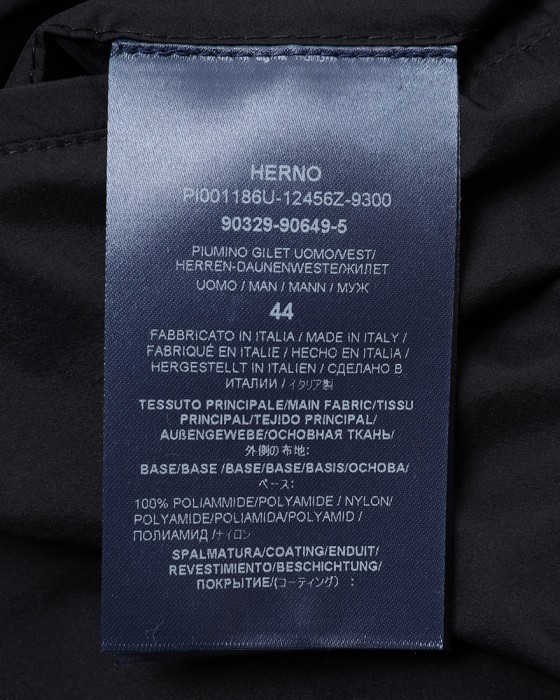 HERNO
PI001186U-12456Z-9300
90329-90649-5
PIUMINO GILET UOMO/VEST/
HERREN-DAUNENWESTE/ЖИЛЕТ
UOMO / MAN / MANN / МУЖ
44
FABBRICATO IN ITALIA / MADE IN ITALY /
FABRIQUÉ EN ITALIE / HECHO EN ITALIA /
HERGESTELLT IN ITALIEN / СДЕЛАНО В
ИТАЛИИ / イタリア製
TESSUTO PRINCIPALE/MAIN FABRIC/TISSU
PRINCIPAL/TEJIDO PRINCIPAL/
AUßENGEWEBE/ОСНОВНАЯ ТКАНЬ/
外側の布地:
BASE/BASE /BASE/BASE/BASIS/ОСНОВА/
ベース:
100% POLIAMMIDE/POLYAMIDE / NYLON/
POLYAMIDE/POLIAMIDA/POLYAMID /
ПОЛИАМИД /ナイロン
SPALMATURA/COATING/ENDUIT/
REVESTIMIENTO/BESCHICHTUNG/
ПОКРЫТИЕ/(コーティング) :